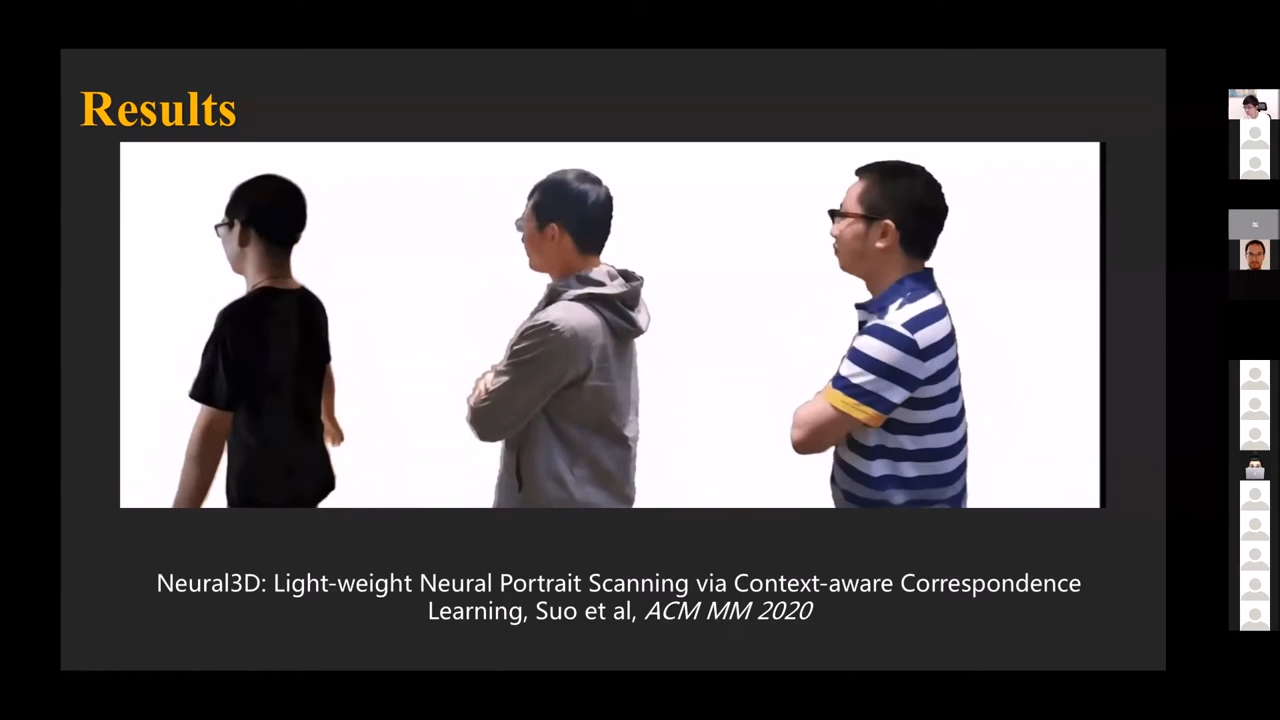 Results
Neural3D: Light-weight Neural Portrait Scanning via Context-aware Correspondence
Learning, Suo et al, ACM MM 2020